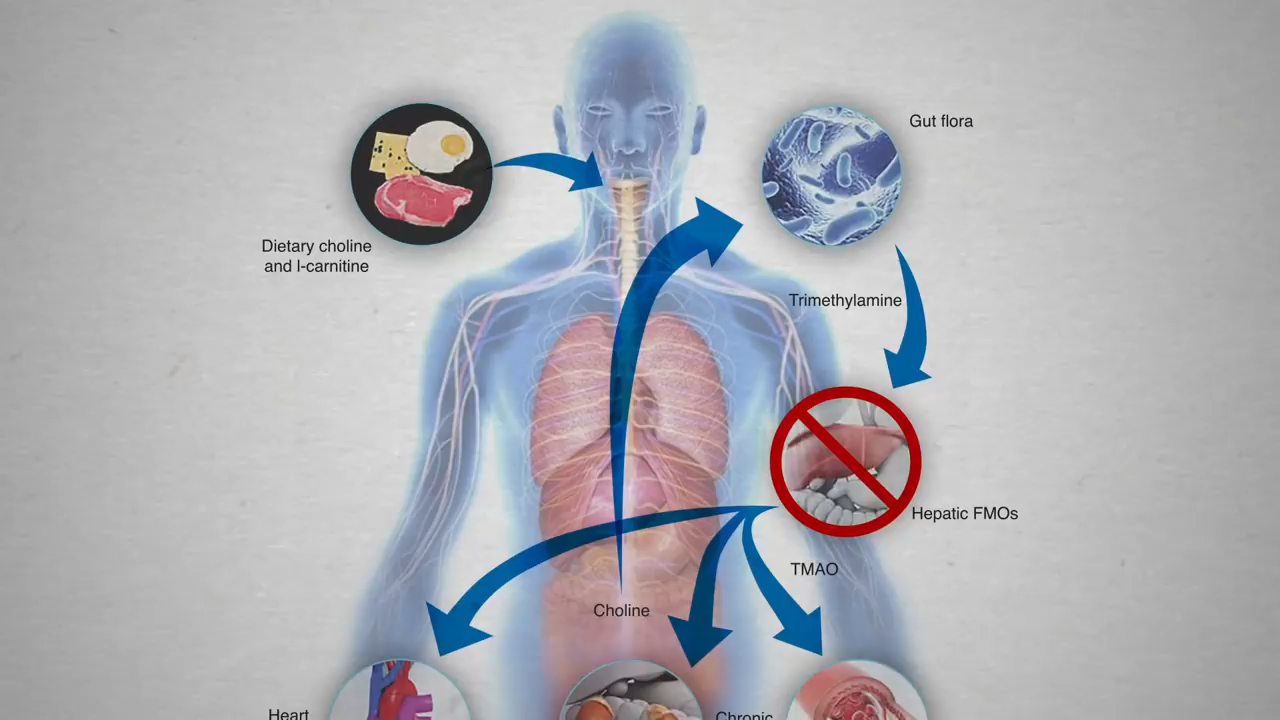 Gut flora
Dietary choline
and l-carnitine
Trimethylamine
Hepatic FMOs
TMAO
Choline
Heart
Chronic